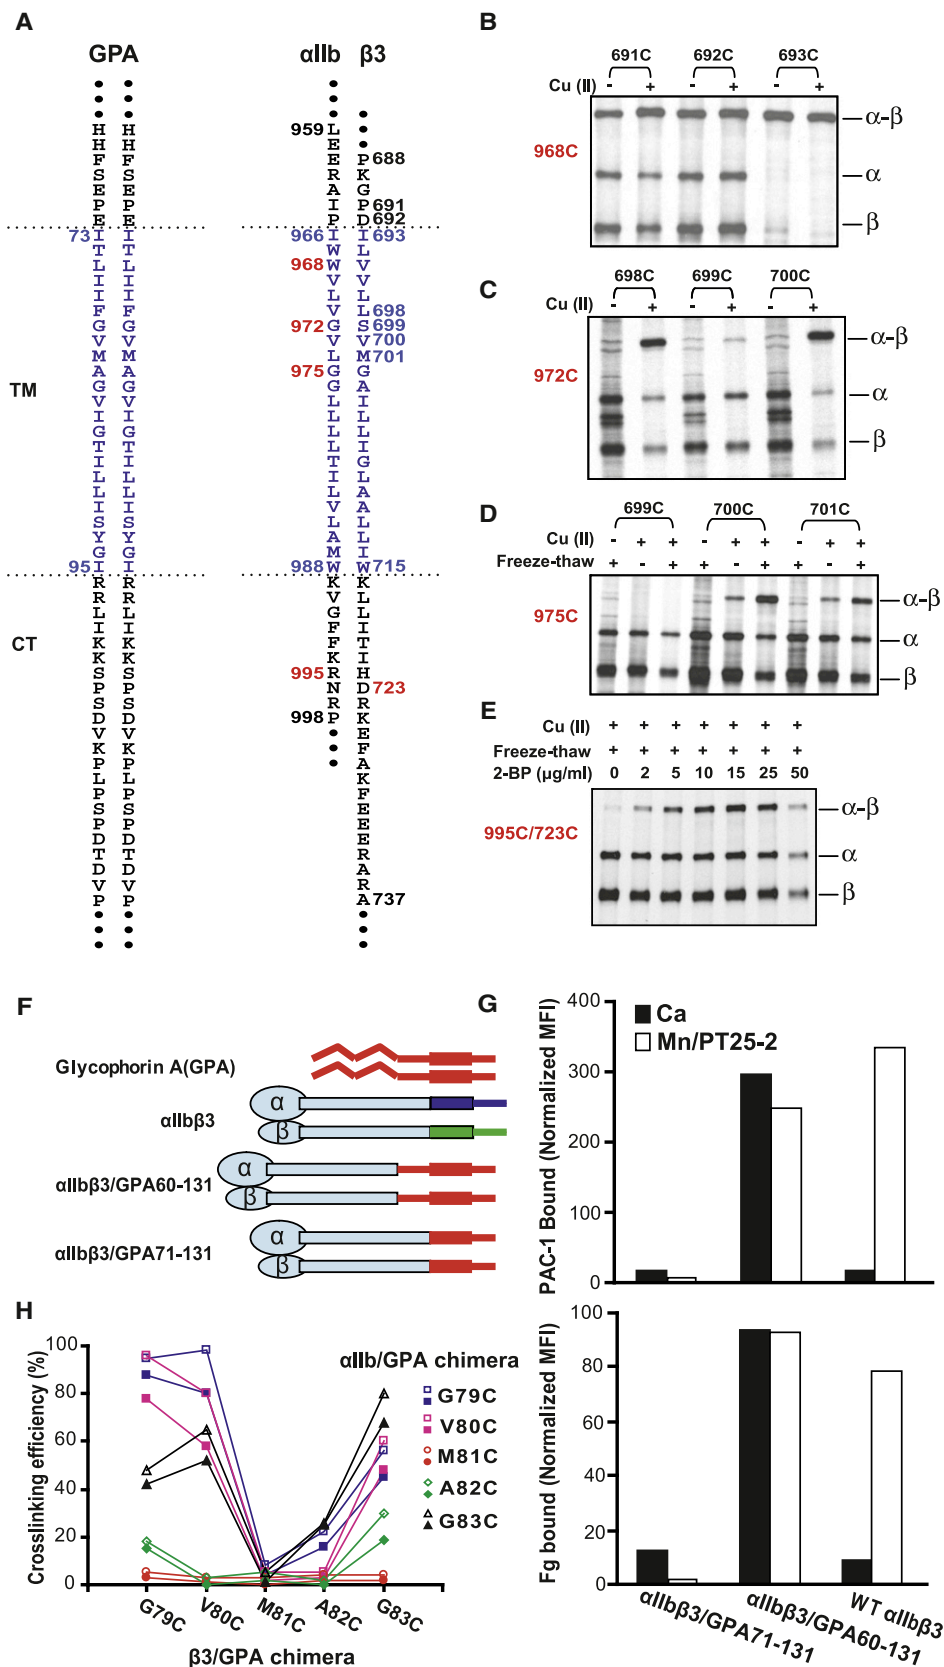 A
GPA αIIb β3
H H 959 L
H H E
F F E P 688
S S R K
E E A G
P P I P 691
E E P D 692
73 I I 966 I I 693
T T W L
L L 968 W V
I I V V
I I L L
F F V L 698
G G 972 G S 699
V V V V 700
M M L M 701
A A 975 G G
G G G A
V V L I
I I L L
G G L L
T T L I
I I T G
L L I L
L L L A
I I V A
S S L L
Y Y A L
G G M I
95 I I 988 W W 715
R R K K
R R V L
L L G L
I I F I
K K F T
K K K I
S S 995 R H
P P N D 723
S S R R
D D 998 P K
V V E
K K F
P P A
L L K
P P F
S S E
P P E
D D E
T T R
D D A
V V R
P P A 737
TM
CT
B
691C 692C 693C
Cu (II) - + - + - +
968C
α-β
α
β
C
698C 699C 700C
Cu (II) - + - + - +
972C
α-β
α
β
D
699C 700C 701C
Cu (II) - + + - + + - + +
Freeze-thaw + - + + - + + - +
975C
α-β
α
β
E
Cu (II) + + + + + + +
Freeze-thaw + + + + + + +
2-BP (µg/ml) 0 2 5 10 15 25 50
995C/723C
α-β
α
β
F
Glycophorin A(GPA)
αIIbβ3
α
β
αIIbβ3/GPA60-131
α
β
αIIbβ3/GPA71-131
α
β
G
PAC-1 Bound (Normalized MFI)
400
300
200
100
0
Ca
Mn/PT25-2
Fg bound (Normalized MFI)
100
80
60
40
20
0
αIIbβ3/GPA71-131
αIIbβ3/GPA60-131
WT αIIbβ3
H
Crosslinking efficiency (%)
100
80
60
40
20
0
αIIb/GPA chimera
G79C
V80C
M81C
A82C
G83C
G79C V80C M81C A82C G83C
β3/GPA chimera